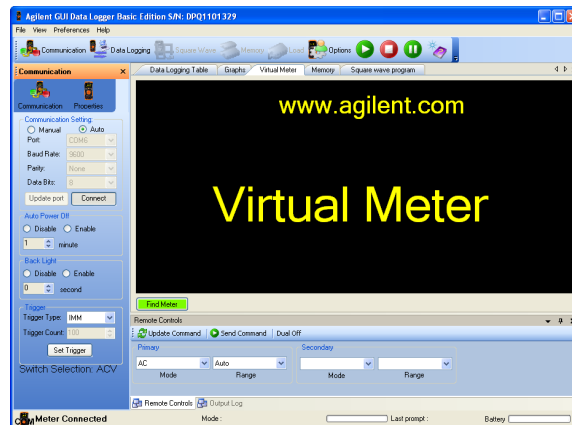 Agilent GUI Data Logger Basic Edition S/N: DPQ1101329
File View Preferences Help
Communication Data Logging Square Wave Memory Load Options
Communication
Data Logging Table Graphs Virtual Meter Memory Square wave program
Communication Properties
www.agilent.com
Communication Setting:
Manual Auto
Port: COM6
Baud Rate: 9600
Parity: None
Data Bits: 8
Update port Connect
Virtual Meter
Auto Power Off
Disable Enable
1 minute
Back Light
Disable Enable
0 second
Find Meter
Trigger
Trigger Type: IMM
Trigger Count: 100
Set Trigger
Switch Selection: ACV
Remote Controls
Update Command Send Command Dual Off
Primary Secondary
AC Auto
Mode Range Mode Range
Remote Controls Output Log
COM Meter Connected Mode : Last prompt : Battery